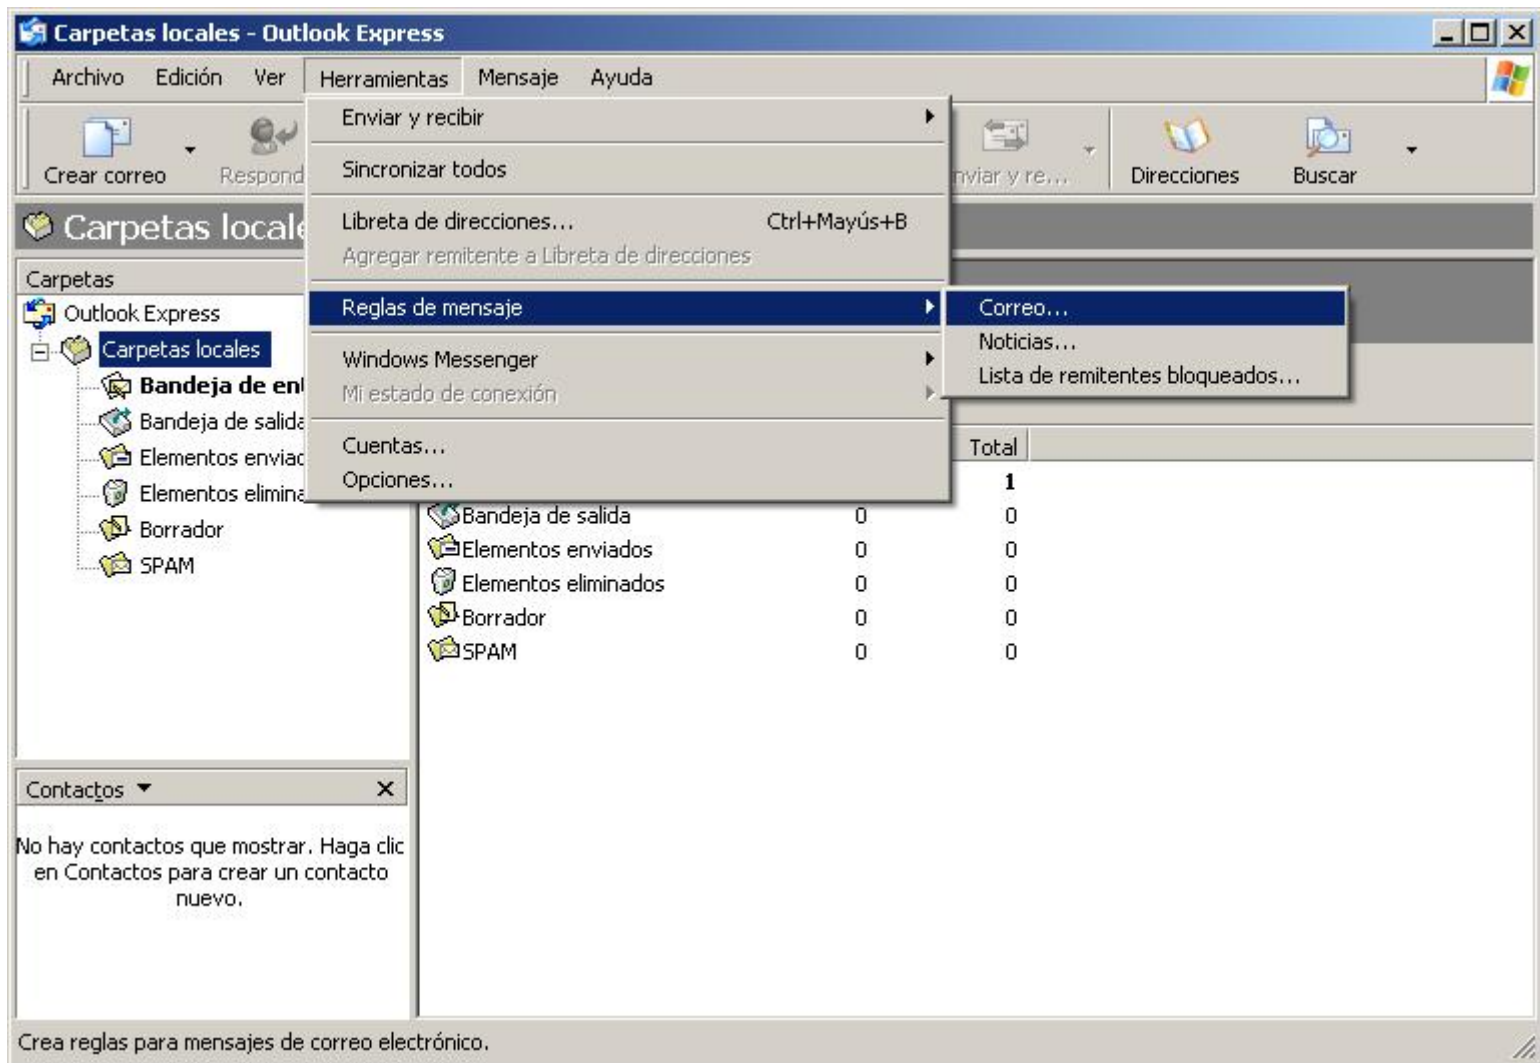 Carpetas locales - Outlook Express
Archivo Edición Ver Herramientas Mensaje Ayuda
Enviar y recibir
Sincronizar todos
Libreta de direcciones... Ctrl+Mayús+B
Agregar remitente a Libreta de direcciones
Reglas de mensaje
Windows Messenger
Mi estado de conexión
Cuentas...
Opciones...
Correo...
Noticias...
Lista de remitentes bloqueados...
Crear correo Respond nviar y re... Direcciones Buscar
Carpetas locale
Carpetas
Outlook Express
Carpetas locales
Bandeja de en
Bandeja de salida
Elementos enviad
Elementos elimina
Borrador
SPAM
Total
1
Bandeja de salida 0 0
Elementos enviados 0 0
Elementos eliminados 0 0
Borrador 0 0
SPAM 0 0
Contactos
No hay contactos que mostrar. Haga clic
en Contactos para crear un contacto
nuevo.
Crea reglas para mensajes de correo electrónico.